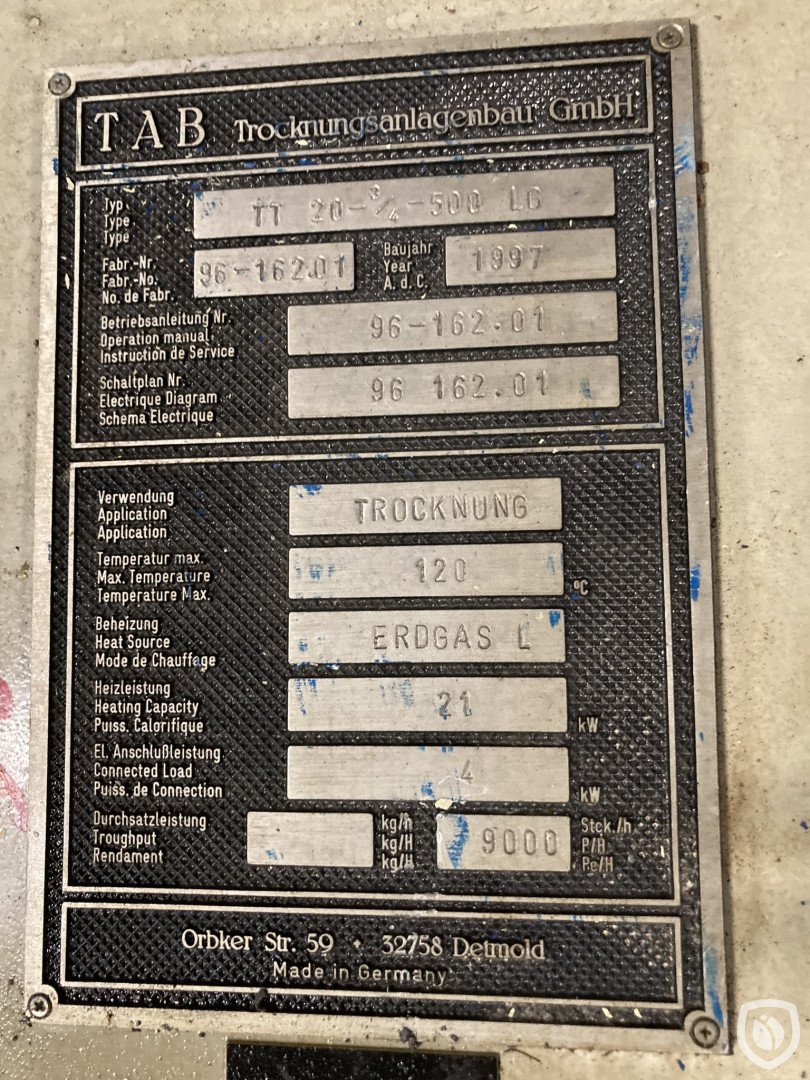 TAB Trocknungsanlagenbau GmbH
Typ
Type
Type
TT 20-3/4-500 LG
Fabr.-Nr.
Fabr.-No.
No. de Fabr.
96-162.01
Baujahr
Year
A. d. C.
1997
Betriebsanleitung Nr.
Operation manual
Instruction de Service
96-162.01
Schaltplan Nr.
Electrique Diagram
Schema Electrique
96 162.01
Verwendung
Application
Application
TROCKNUNG
Temperatur max.
Max. Temperature
Temperature Max.
120
°C
Beheizung
Heat Source
Mode de Chauffage
ERDGAS L
Heizleistung
Heating Capacity
Puiss. Calorifique
21
kW
El. Anschlußleistung
Connected Load
Puiss. de Connection
4
kW
Durchsatzleistung
Troughput
Rendament
kg/h
kg/H
kg/H
9000
Stck./h
P/H
Pe/H
Orbker Str. 59 • 32758 Detmold
Made in Germany